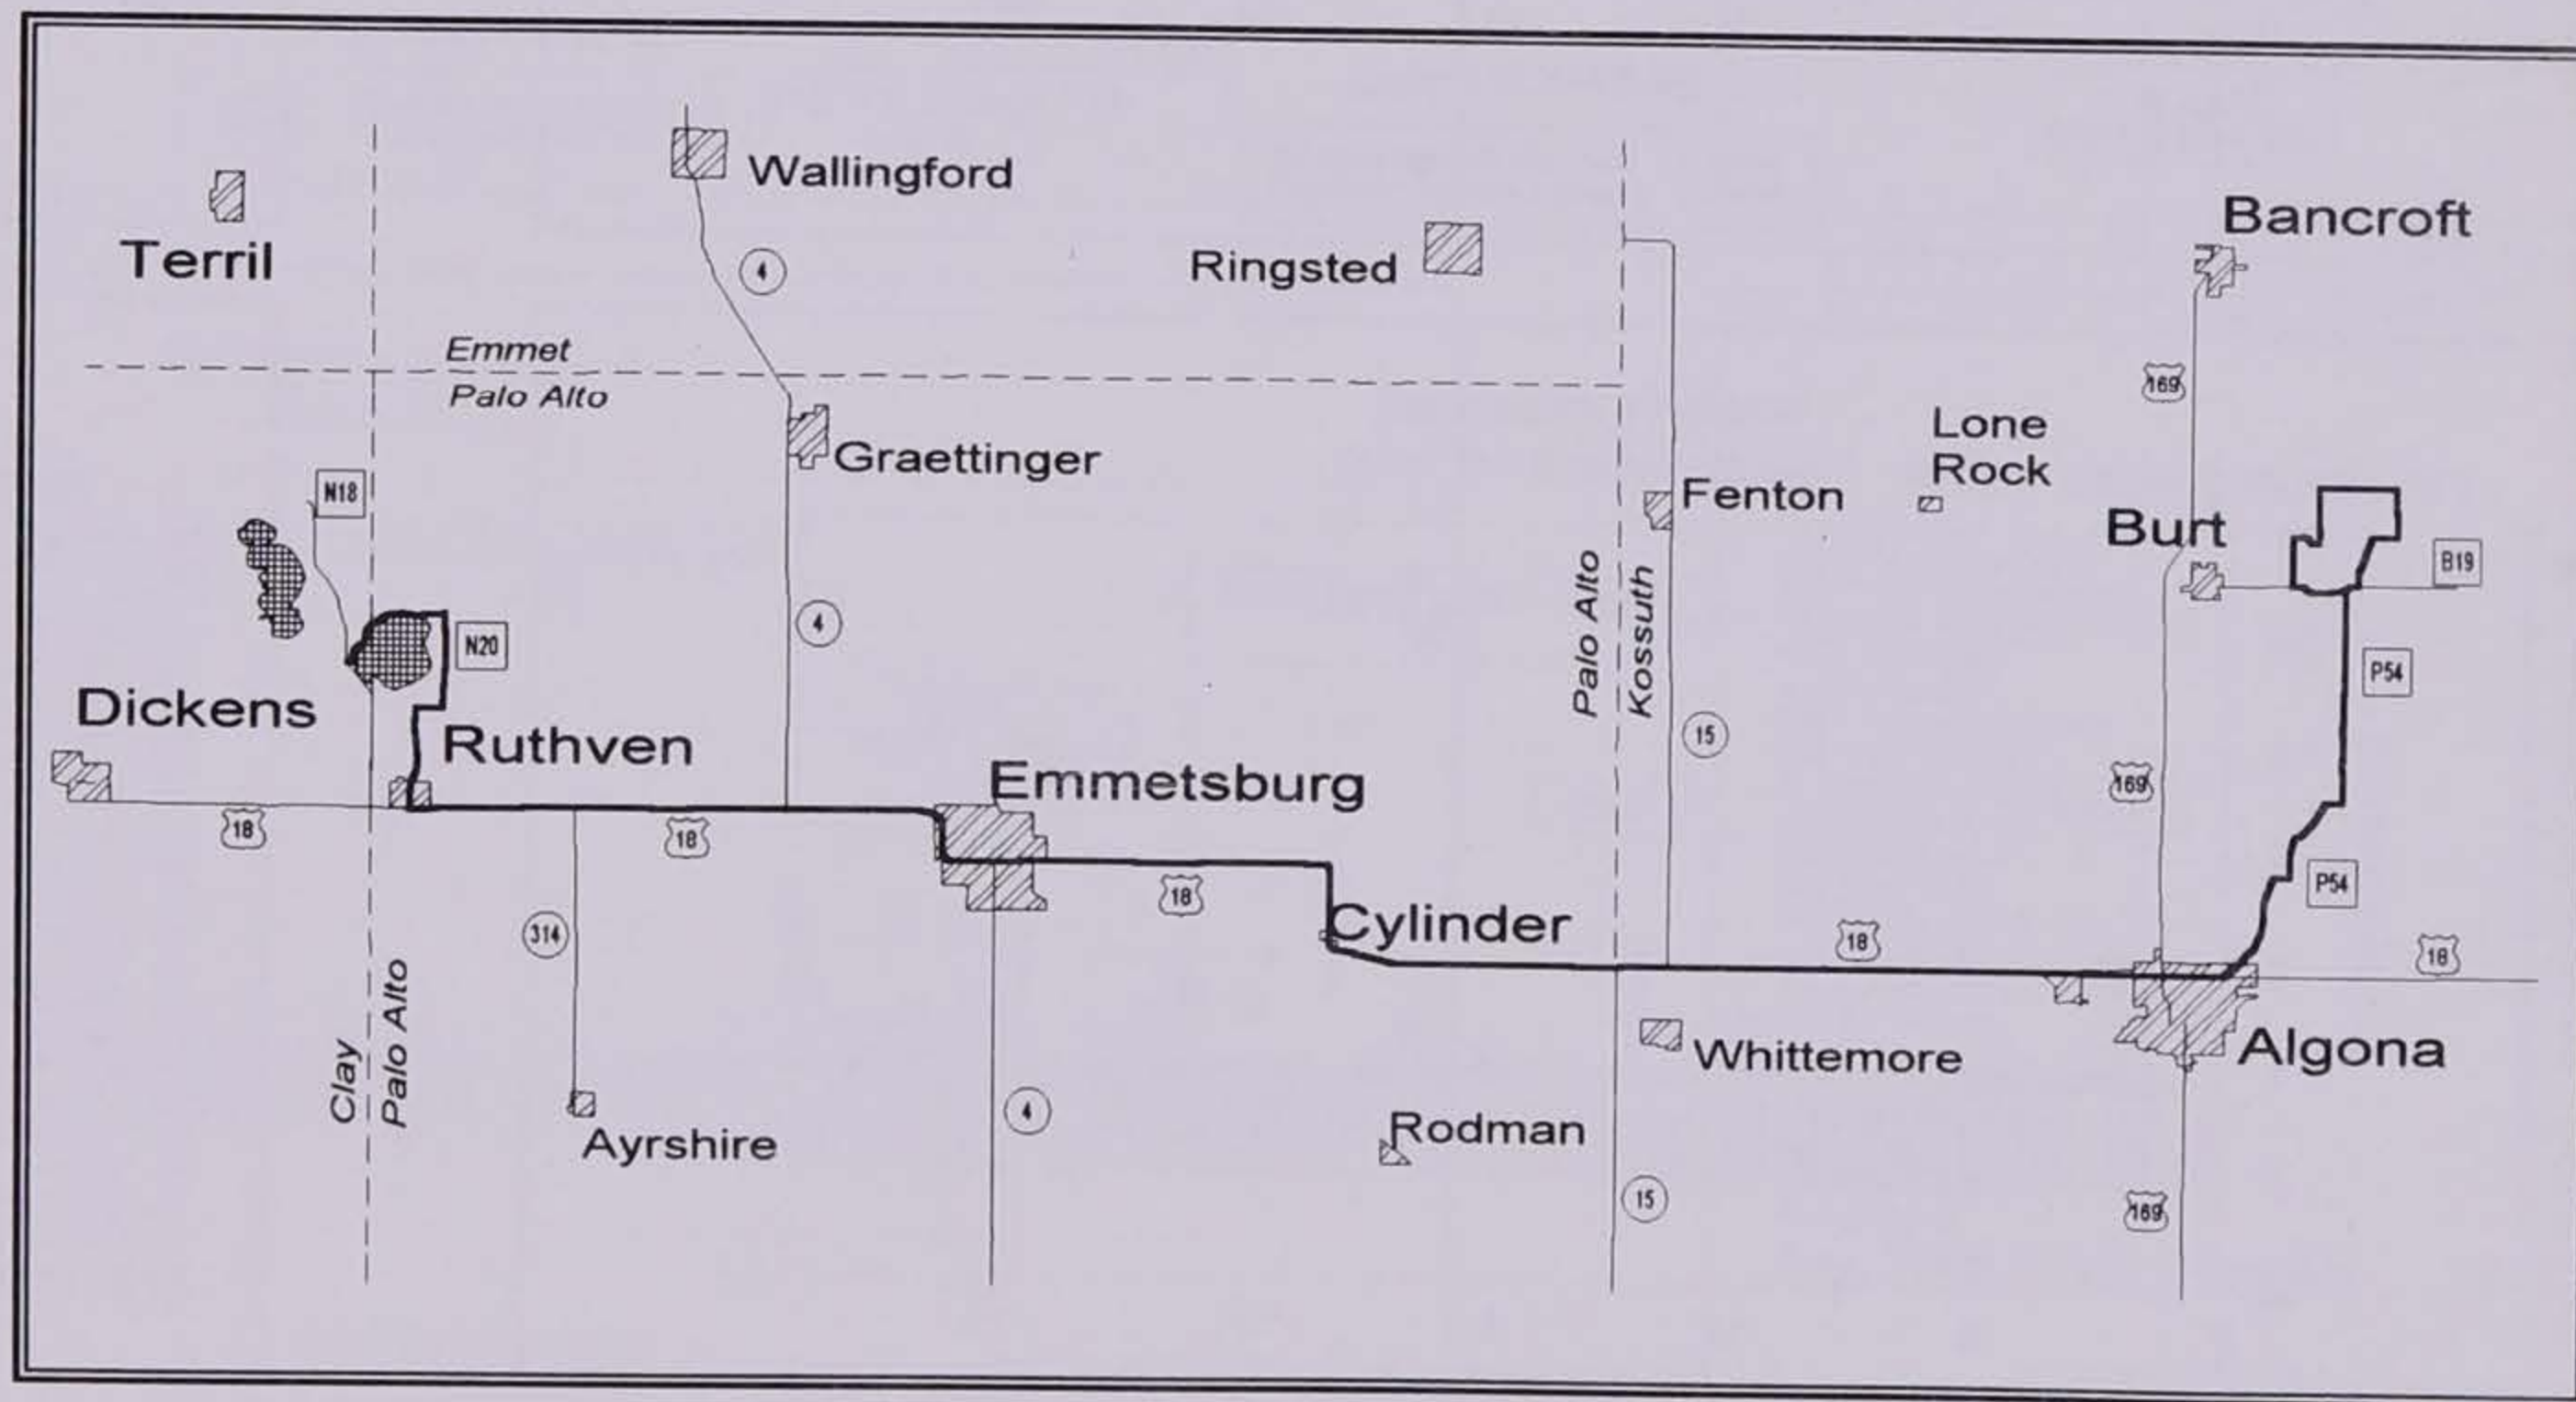 Wallingford
Bancroft
Terril
4
Ringsted
Emmet
Palo Alto
169
Graettinger
Lone
Rock
N18
Fenton
Burt
B19
4
N20
P54
Palo Alto
Kossuth
Dickens
Ruthven
15
Emmetsburg
169
18
18
18
P54
Cylinder
314
18
18
Clay
Palo Alto
Whittemore
Algona
4
Ayrshire
Rodman
15
169